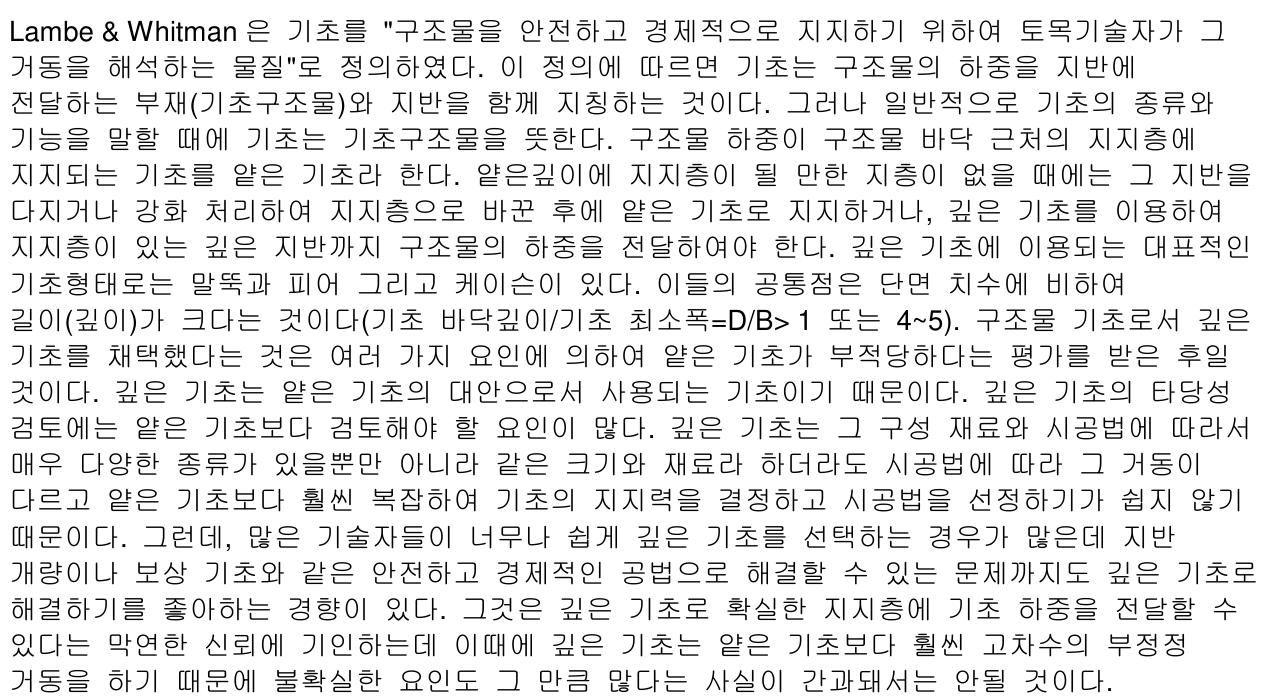 Lambe & Whitman 은 기초를 "구조물을 안전하고 경제적으로 지지하기 위하여 토목기술자가 그
거동을 해석하는 물질"로 정의하였다. 이 정의에 따르면 기초는 구조물의 하중을 지반에
전달하는 부재(기초구조물)와 지반을 함께 지칭하는 것이다. 그러나 일반적으로 기초의 종류와
기능을 말할 때에 기초는 기초구조물을 뜻한다. 구조물 하중이 구조물 바닥 근처의 지지층에
지지되는 기초를 얕은 기초라 한다. 얕은깊이에 지지층이 될 만한 지층이 없을 때에는 그 지반을
다지거나 강화 처리하여 지지층으로 바꾼 후에 얕은 기초로 지지하거나, 깊은 기초를 이용하여
지지층이 있는 깊은 지반까지 구조물의 하중을 전달하여야 한다. 깊은 기초에 이용되는 대표적인
기초형태로는 말뚝과 피어 그리고 케이슨이 있다. 이들의 공통점은 단면 치수에 비하여
길이(깊이)가 크다는 것이다(기초 바닥깊이/기초 최소폭=D/B> 1 또는 4~5). 구조물 기초로서 깊은
기초를 채택했다는 것은 여러 가지 요인에 의하여 얕은 기초가 부적당하다는 평가를 받은 후일
것이다. 깊은 기초는 얕은 기초의 대안으로서 사용되는 기초이기 때문이다. 깊은 기초의 타당성
검토에는 얕은 기초보다 검토해야 할 요인이 많다. 깊은 기초는 그 구성 재료와 시공법에 따라서
매우 다양한 종류가 있을뿐만 아니라 같은 크기와 재료라 하더라도 시공법에 따라 그 거동이
다르고 얕은 기초보다 훨씬 복잡하여 기초의 지지력을 결정하고 시공법을 선정하기가 쉽지 않기
때문이다. 그런데, 많은 기술자들이 너무나 쉽게 깊은 기초를 선택하는 경우가 많은데 지반
개량이나 보상 기초와 같은 안전하고 경제적인 공법으로 해결할 수 있는 문제까지도 깊은 기초로
해결하기를 좋아하는 경향이 있다. 그것은 깊은 기초로 확실한 지지층에 기초 하중을 전달할 수
있다는 막연한 신뢰에 기인하는데 이때에 깊은 기초는 얕은 기초보다 훨씬 고차수의 부정정
거동을 하기 때문에 불확실한 요인도 그 만큼 많다는 사실이 간과돼서는 안될 것이다.